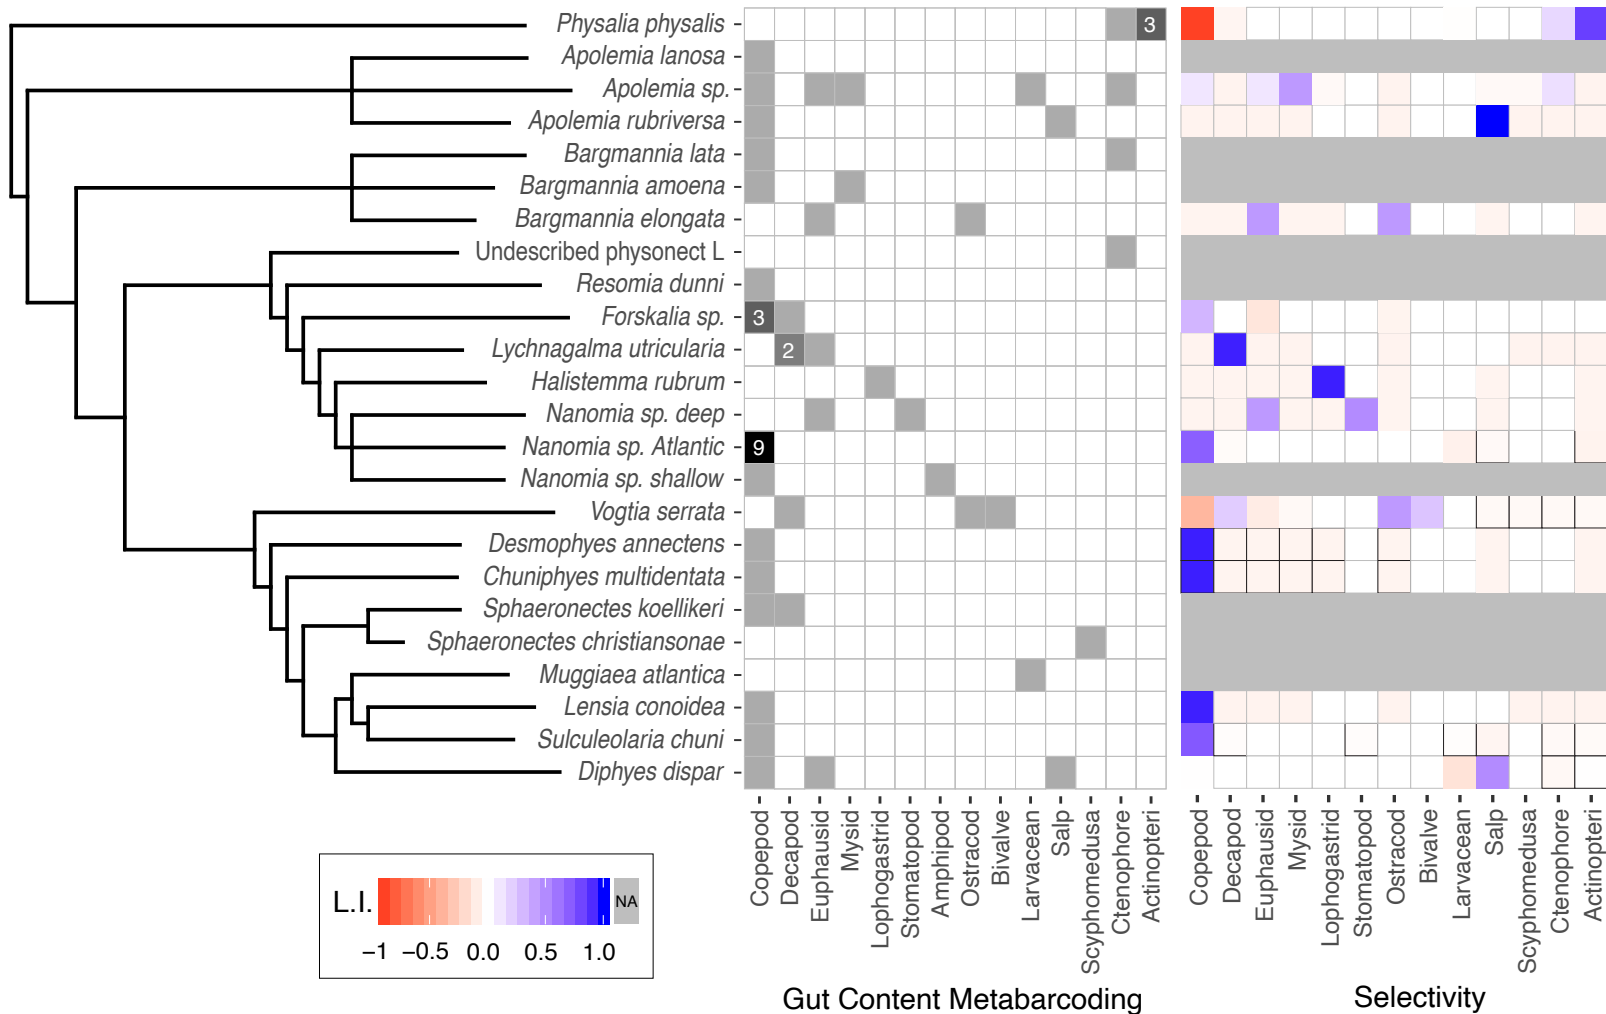 Physalia physalis
3
Apolemia lanosa
Apolemia sp.
Apolemia rubriversa
Bargmannia lata
Bargmannia amoena
Bargmannia elongata
Undescribed physonect L
Resomia dunni
Forskalia sp.
3
Lychnagalma utricularia
2
Halistemma rubrum
Nanomia sp. deep
Nanomia sp. Atlantic
9
Nanomia sp. shallow
Vogtia serrata
Desmophyes annectens
Chuniphyes multidentata
Sphaeronectes koellikeri
Sphaeronectes christiansonae
Muggiaea atlantica
Lensia conoidea
Sulculeolaria chuni
Diphyes dispar
Copepod
Decapod
Euphausid
Mysid
Lophogastrid
Stomatopod
Amphipod
Ostracod
Bivalve
Larvacean
Salp
Scyphomedusa
Ctenophore
Actinopteri
Copepod
Decapod
Euphausid
Mysid
Lophogastrid
Stomatopod
Ostracod
Bivalve
Larvacean
Salp
Scyphomedusa
Ctenophore
Actinopteri
L.I.
NA
−1 −0.5 0.0 0.5 1.0
Gut Content Metabarcoding
Selectivity